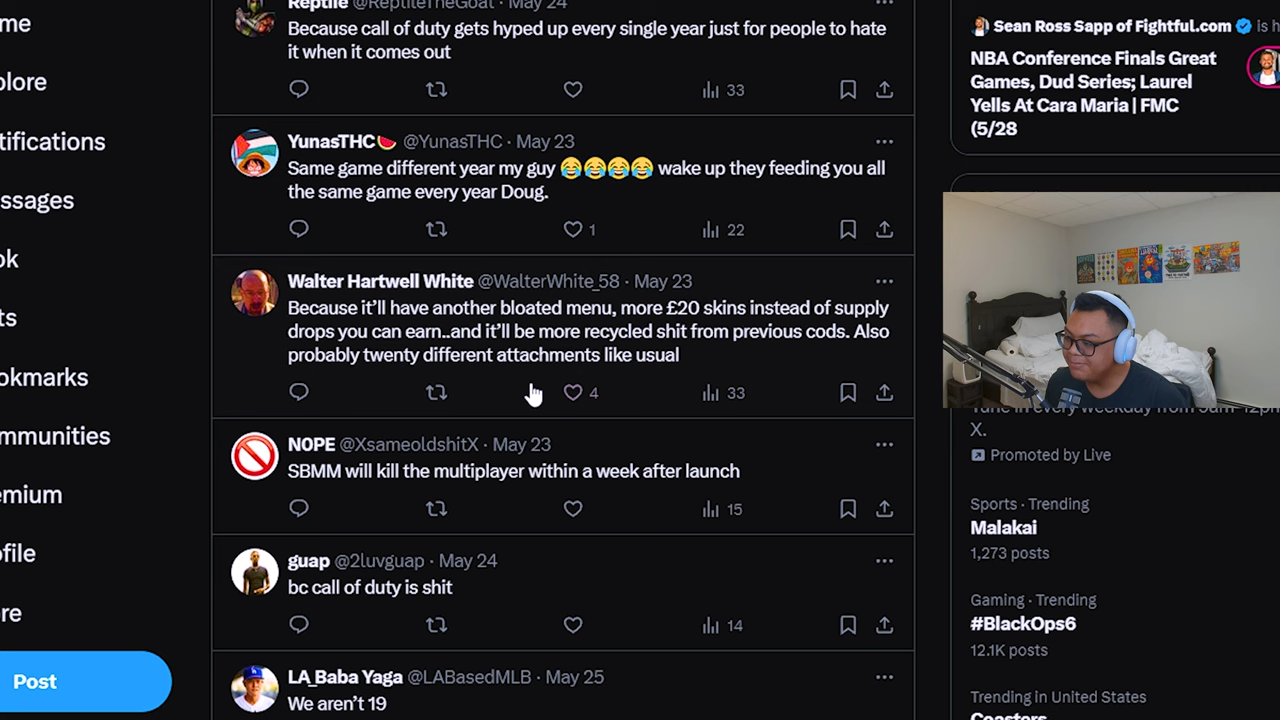 Reptile @ReptileTheGoat · May 24
Because call of duty gets hyped up every single year just for people to hate
it when it comes out
33
YunasTHC🍉 @YunasTHC · May 23
Same game different year my guy 😂😂😂😂 wake up they feeding you all
the same game every year Doug.
1
22
Walter Hartwell White @WalterWhite_58 · May 23
Because it’ll have another bloated menu, more £20 skins instead of supply
drops you can earn..and it’ll be more recycled shit from previous cods. Also
probably twenty different attachments like usual
4
33
NOPE @XsameoldshitX · May 23
SBMM will kill the multiplayer within a week after launch
15
guap @2luvguap · May 24
bc call of duty is shit
14
LA_Baba Yaga @LABasedMLB · May 25
We aren’t 19
me
plore
tifications
ssages
ok
ts
okmarks
mmunities
emium
ofile
re
Post
Sean Ross Sapp of Fightful.com is h
NBA Conference Finals Great
Games, Dud Series; Laurel
Yells At Cara Maria | FMC
(5/28
X.
Promoted by Live
Sports · Trending
Malakai
1,273 posts
Gaming · Trending
#BlackOps6
12.1K posts
Trending in United States
Coasters